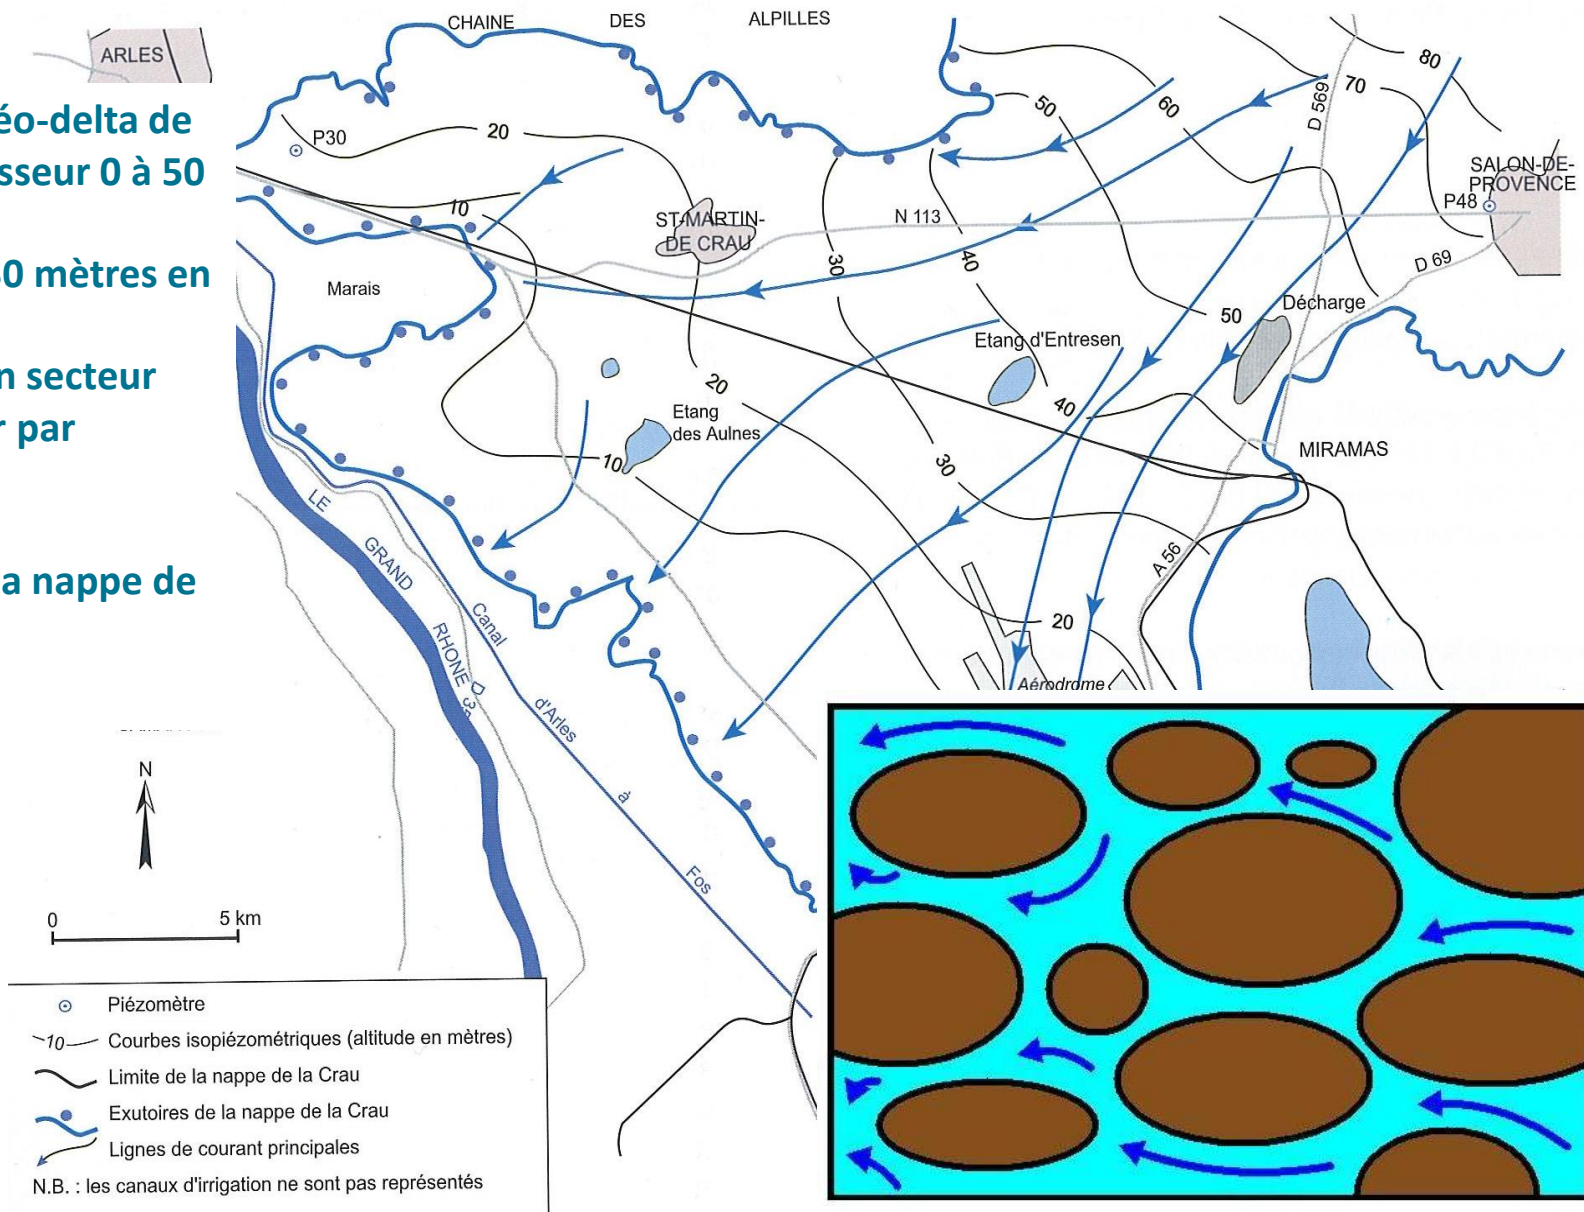 CHAINE DES ALPILLES
ARLES
80
70
60
50
éo-delta de
isseur 0 à 50
P30
20
D 569
SALON-DE-
PROVENCE
P48
10
ST-MARTIN-
DE CRAU
N 113
30
40
D 69
30 mètres en
Marais
50
Décharge
Etang d'Entresen
n secteur
r par
20
40
Etang
des Aulnes
10
30
MIRAMAS
LE
GRAND
RHONE
A 56
a nappe de
Canal
d'Arles
à
Fos
20
Aérodrome
N
0
5 km
Piézomètre
10
Courbes isopiézométriques (altitude en mètres)
Limite de la nappe de la Crau
Exutoires de la nappe de la Crau
Lignes de courant principales
N.B. : les canaux d'irrigation ne sont pas représentés